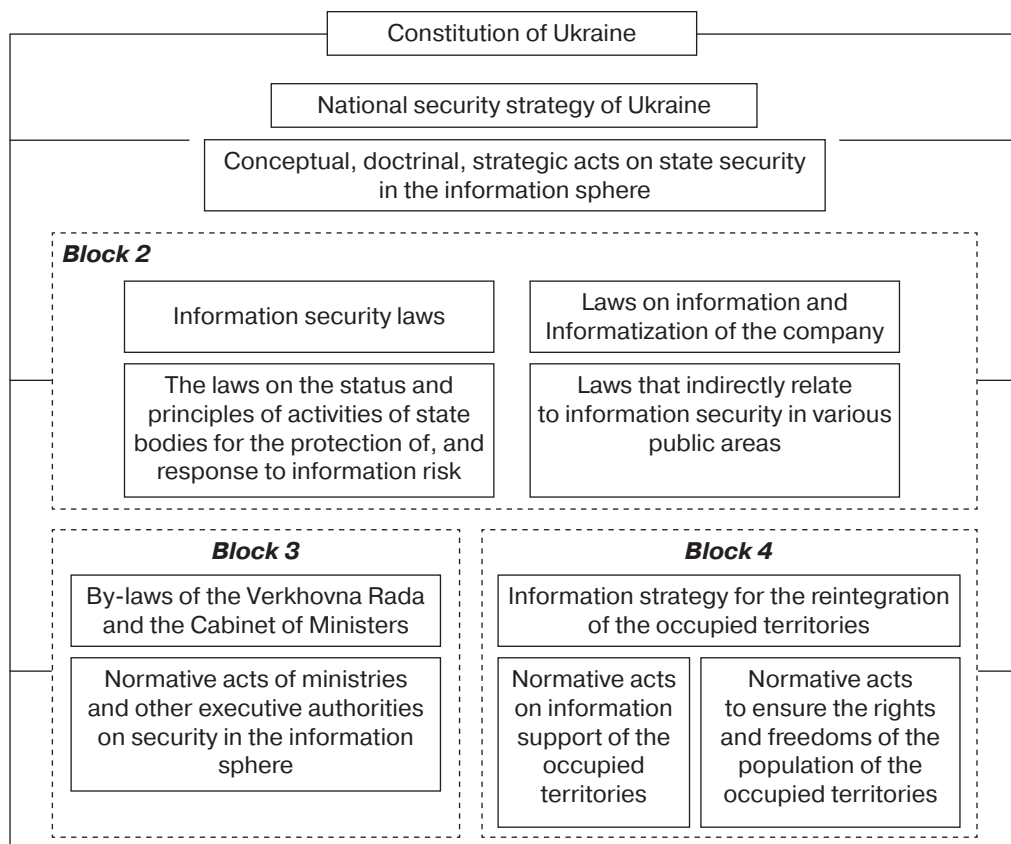 Constitution of Ukraine
National security strategy of Ukraine
Conceptual, doctrinal, strategic acts on state security
in the information sphere
Block 2
Information security laws
Laws on information and
Informatization of the company
The laws on the status and
principles of activities of state
bodies for the protection of, and
response to information risk
Laws that indirectly relate
to information security in various
public areas
Block 3
By-laws of the Verkhovna Rada
and the Cabinet of Ministers
Normative acts of ministries
and other executive authorities
on security in the information
sphere
Block 4
Information strategy for the reintegration
of the occupied territories
Normative acts
on information
support of the
occupied
territories
Normative acts
to ensure the rights
and freedoms of the
population of the
occupied territories